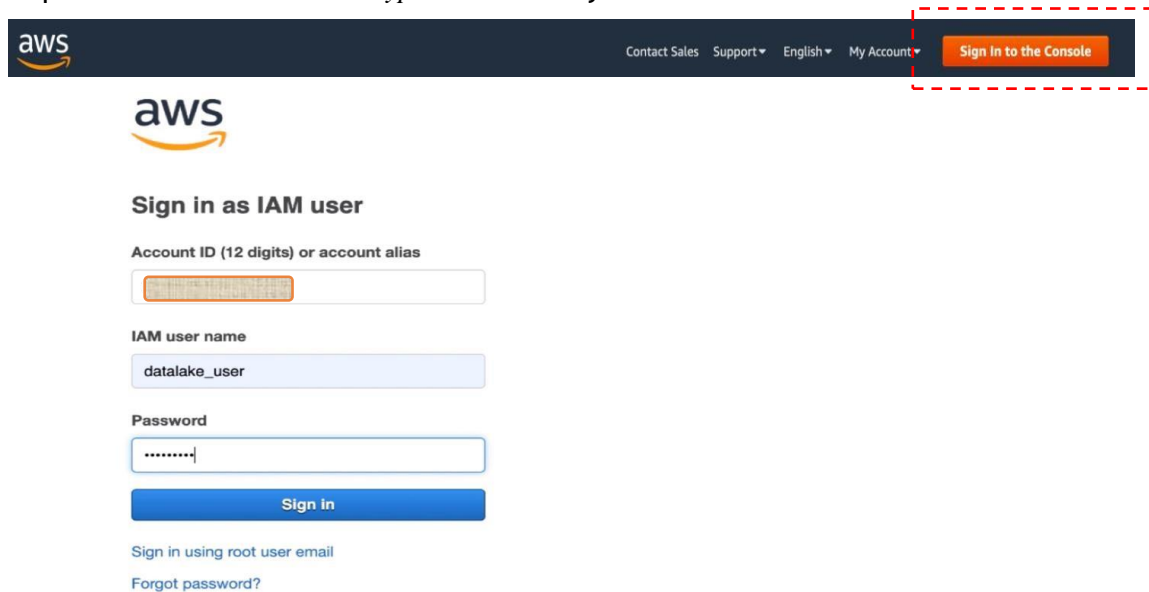 aws
Contact Sales Support English My Account Sign In to the Console
aws
Sign in as IAM user
Account ID (12 digits) or account alias
IAM user name
datalake_user
Password
Sign in
Sign in using root user email
Forgot password?